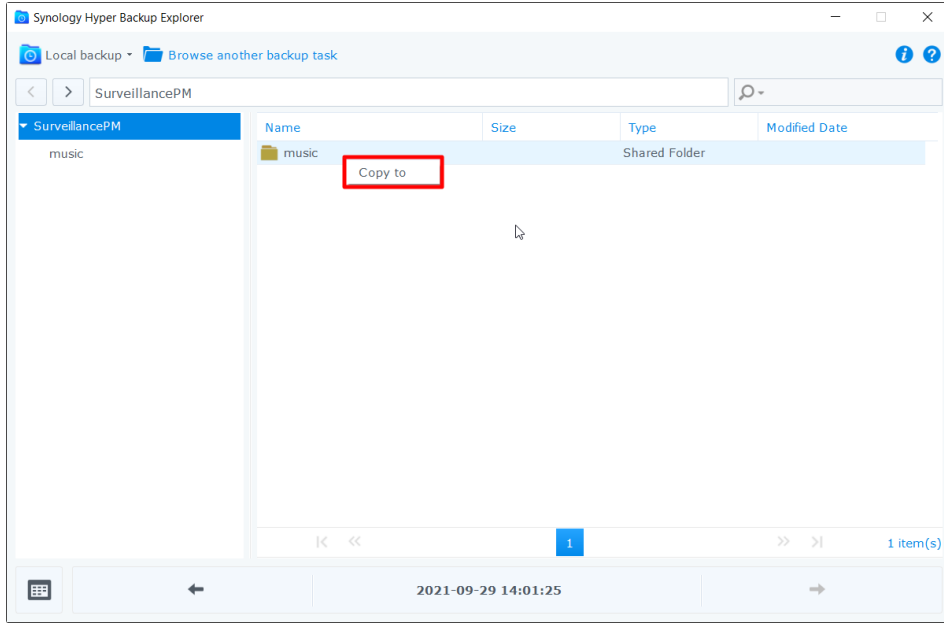 Synology Hyper Backup Explorer
Local backup Browse another backup task
SurveillancePM
SurveillancePM
Name Size Type Modified Date
music
music Shared Folder
Copy to
1 1 item(s)
2021-09-29 14:01:25